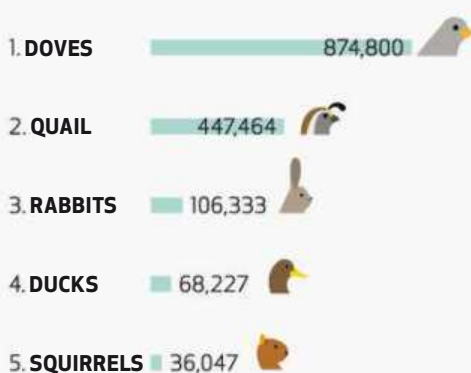 1. DOVES 874,800
2. QUAIL 447,464
3. RABBITS 106,333
4. DUCKS 68,227
5. SQUIRRELS 36,047